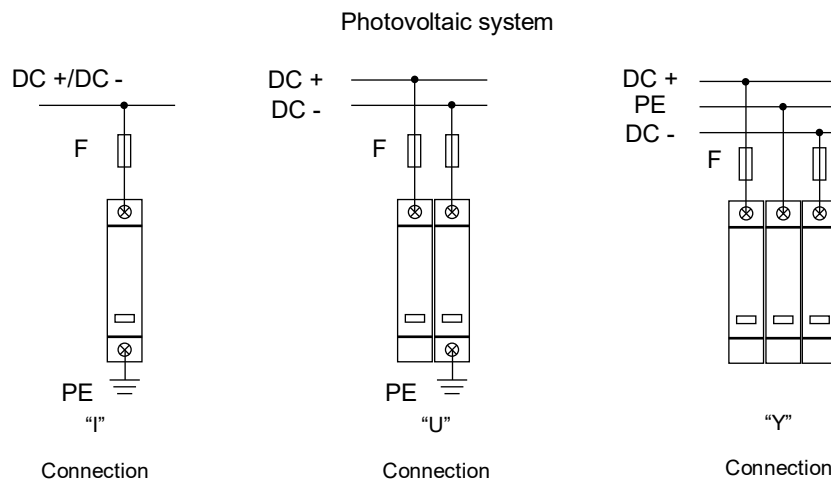 Photovoltaic system
DC +/DC -
F
PE
“I”
Connection
DC +
DC -
F
PE
“U”
Connection
DC +
PE
DC -
F
“Y”
Connection